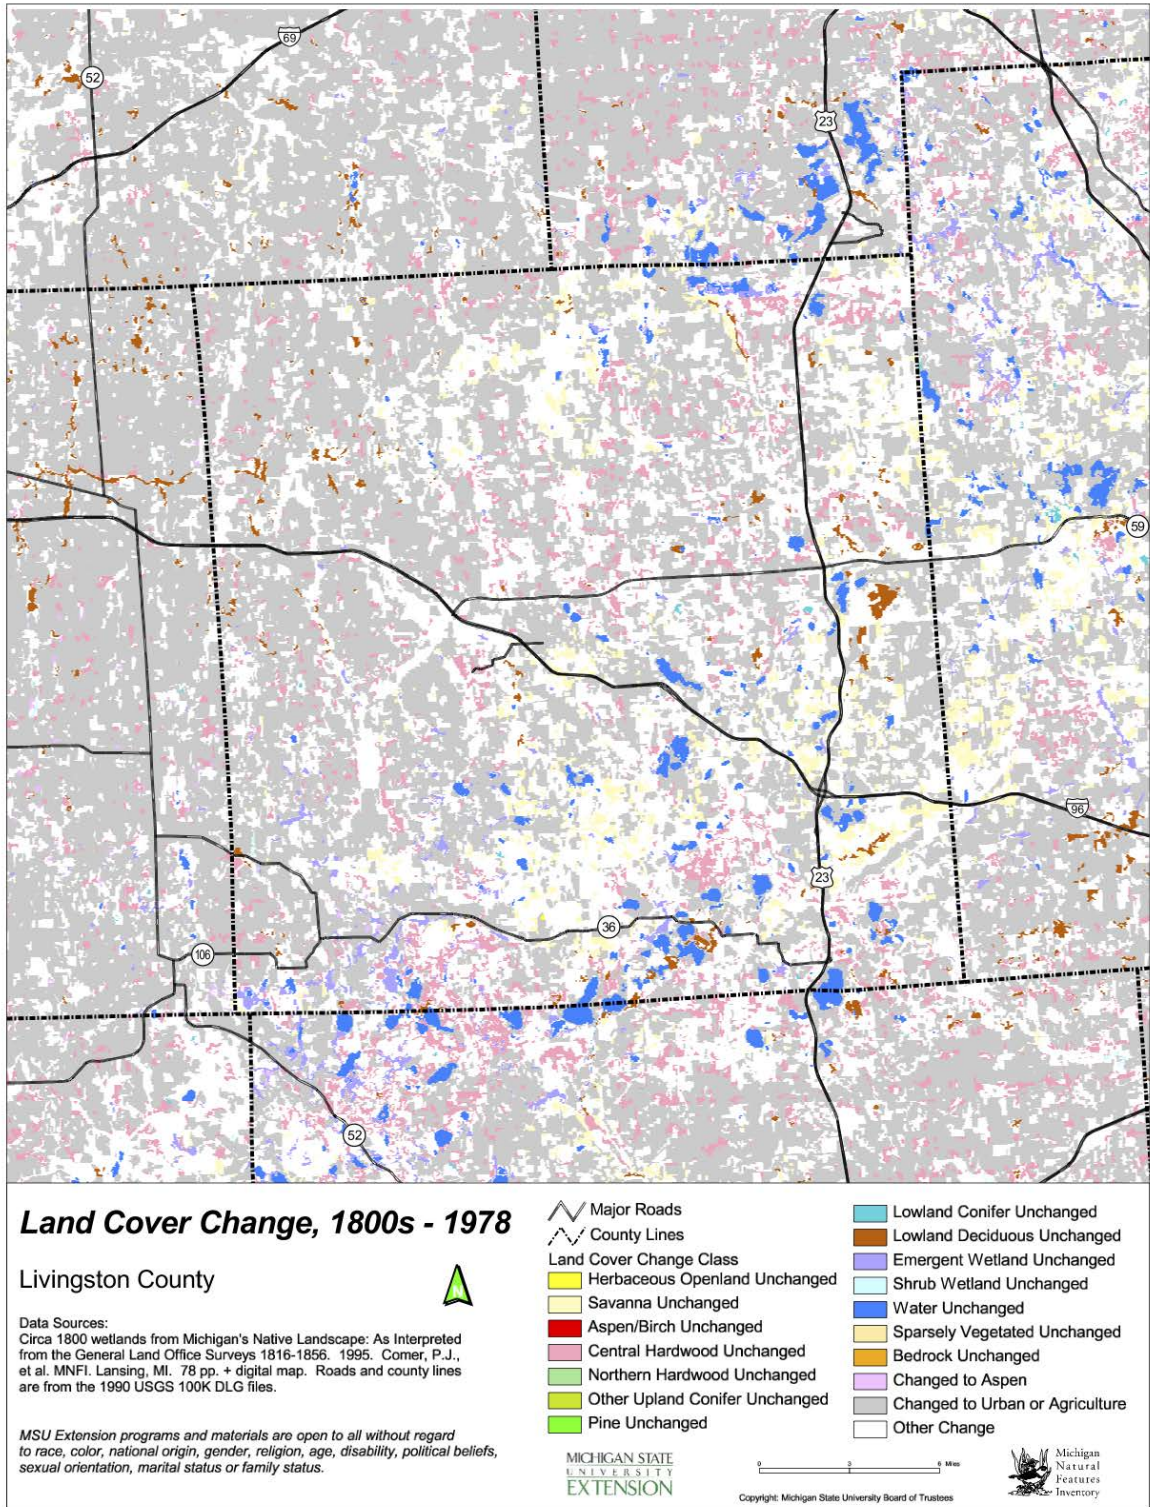 69
52
23
59
96
23
36
106
52
Land Cover Change, 1800s - 1978
Livingston County
N
Data Sources:
Circa 1800 wetlands from Michigan's Native Landscape: As Interpreted
from the General Land Office Surveys 1816-1856. 1995. Comer, P.J.,
et al. MNFI. Lansing, MI. 78 pp. + digital map. Roads and county lines
are from the 1990 USGS 100K DLG files.
MSU Extension programs and materials are open to all without regard
to race, color, national origin, gender, religion, age, disability, political beliefs,
sexual orientation, marital status or family status.
Major Roads
County Lines
Land Cover Change Class
Herbaceous Openland Unchanged
Savanna Unchanged
Aspen/Birch Unchanged
Central Hardwood Unchanged
Northern Hardwood Unchanged
Other Upland Conifer Unchanged
Pine Unchanged
Lowland Conifer Unchanged
Lowland Deciduous Unchanged
Emergent Wetland Unchanged
Shrub Wetland Unchanged
Water Unchanged
Sparsely Vegetated Unchanged
Bedrock Unchanged
Changed to Aspen
Changed to Urban or Agriculture
Other Change
MICHIGAN STATE
UNIVERSITY
EXTENSION
0 3 6 Miles
Copyright: Michigan State University Board of Trustees
Michigan
Natural
Features
Inventory